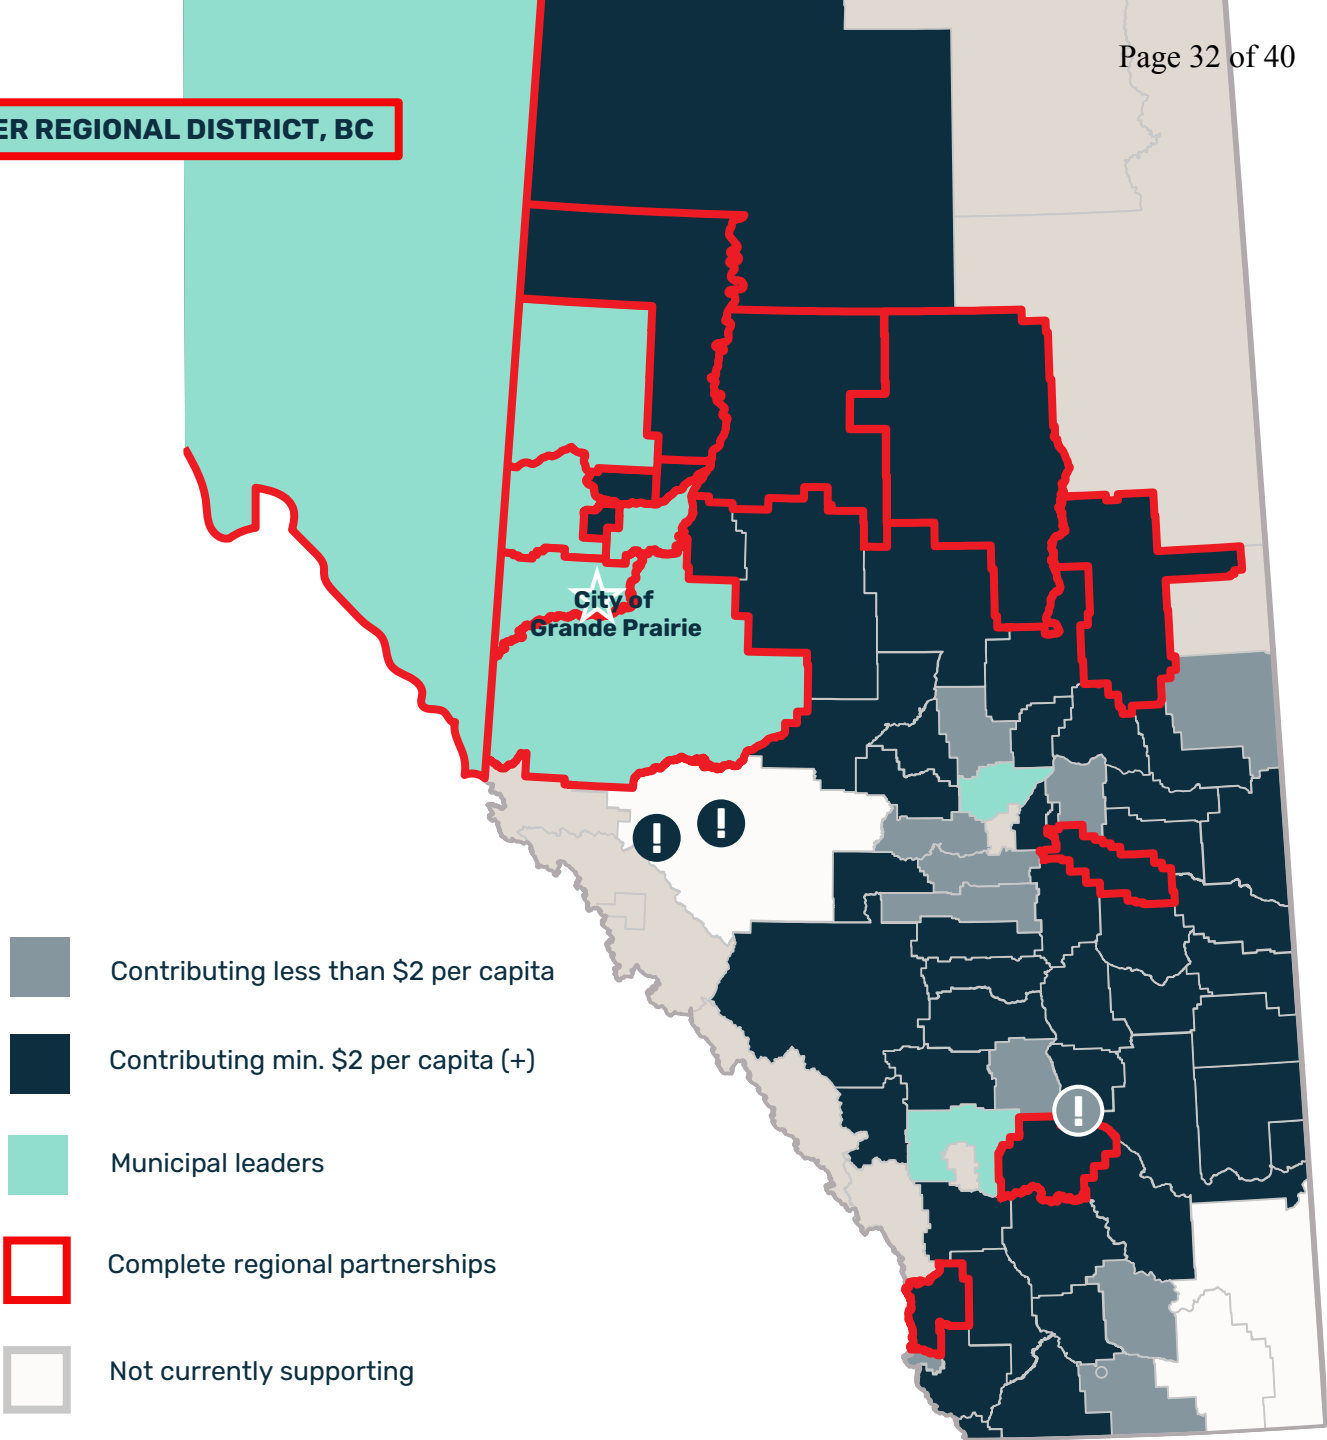 Page 32 of 40
ER REGIONAL DISTRICT, BC
City of
Grande Prairie
!
!
Contributing less than $2 per capita
Contributing min. $2 per capita (+)
!
Municipal leaders
Complete regional partnerships
Not currently supporting